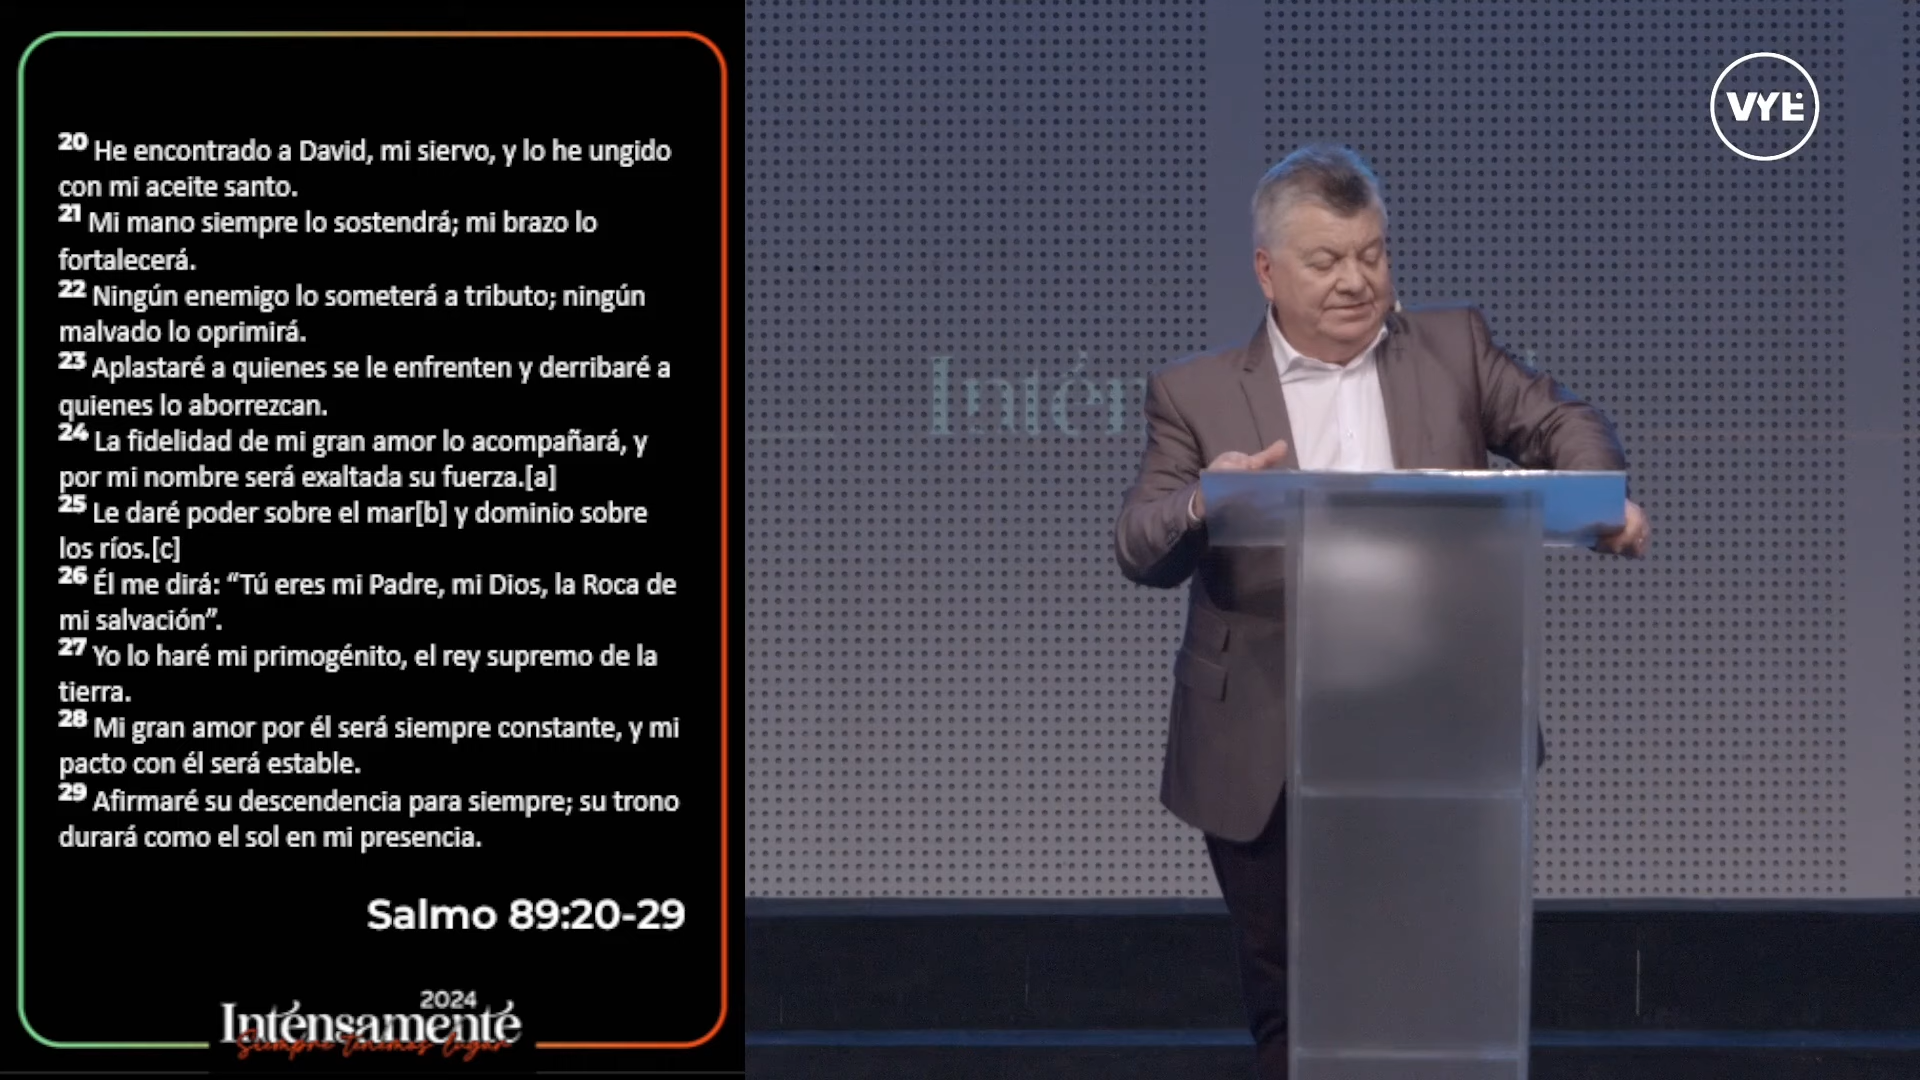 20 He encontrado a David, mi siervo, y lo he ungido
con mi aceite santo.
21 Mi mano siempre lo sostendrá; mi brazo lo
fortalecerá.
22 Ningún enemigo lo someterá a tributo; ningún
malvado lo oprimirá.
23 Aplastaré a quienes se le enfrenten y derribaré a
quienes lo aborrezcan.
24 La fidelidad de mi gran amor lo acompañará, y
por mi nombre será exaltada su fuerza.[a]
25 Le daré poder sobre el mar[b] y dominio sobre
los ríos.[c]
26 Él me dirá: “Tú eres mi Padre, mi Dios, la Roca de
mi salvación”.
27 Yo lo haré mi primogénito, el rey supremo de la
tierra.
28 Mi gran amor por él será siempre constante, y mi
pacto con él será estable.
29 Afirmaré su descendencia para siempre; su trono
durará como el sol en mi presencia.
Salmo 89:20-29
2024
Inténsamenté
Siempre tenemos lugar
VYE
Intén